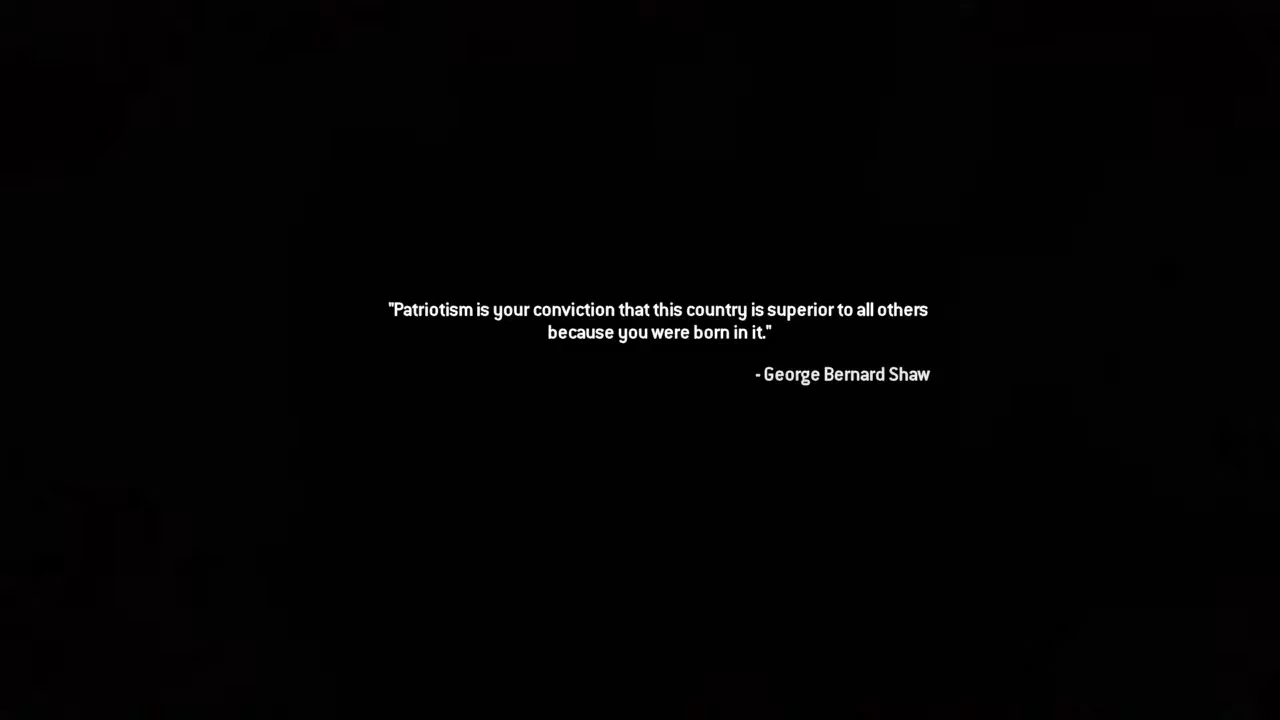 "Patriotism is your conviction that this country is superior to all others
because you were born in it."
- George Bernard Shaw